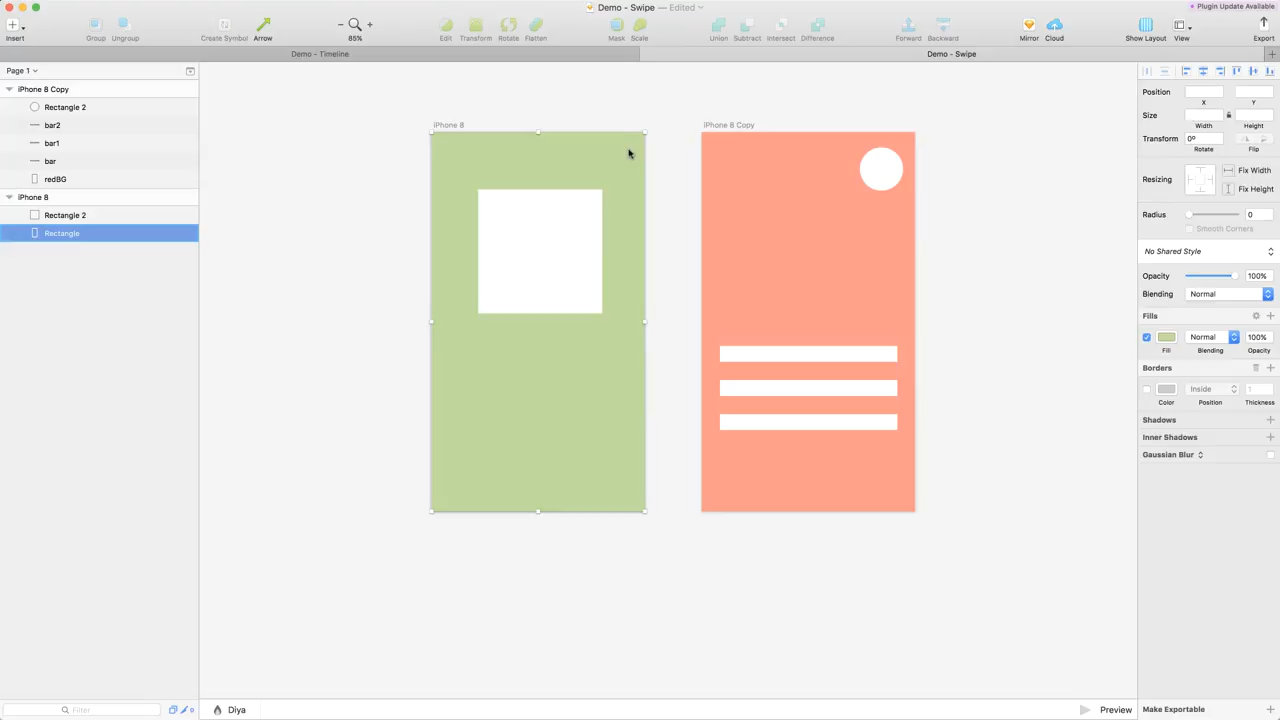 Demo - Swipe — Edited
Plugin Update Available
Insert
Group
Ungroup
Create Symbol
Arrow
85%
Edit
Transform
Rotate
Flatten
Mask
Scale
Union
Subtract
Intersect
Difference
Forward
Backward
Mirror
Cloud
Show Layout
View
Export
Demo - Timeline
Demo - Swipe
Page 1
iPhone 8 Copy
Rectangle 2
bar2
bar1
bar
redBG
iPhone 8
Rectangle 2
Rectangle
Filter
0
iPhone 8
iPhone 8 Copy
Diya
Preview
Position
X
Y
Size
Width
Height
Transform
0º
Rotate
Flip
Resizing
Fix Width
Fix Height
Radius
0
Smooth Corners
No Shared Style
Opacity
100%
Blending
Normal
Fills
Normal
100%
Fill
Blending
Opacity
Borders
Inside
1
Color
Position
Thickness
Shadows
Inner Shadows
Gaussian Blur
Make Exportable